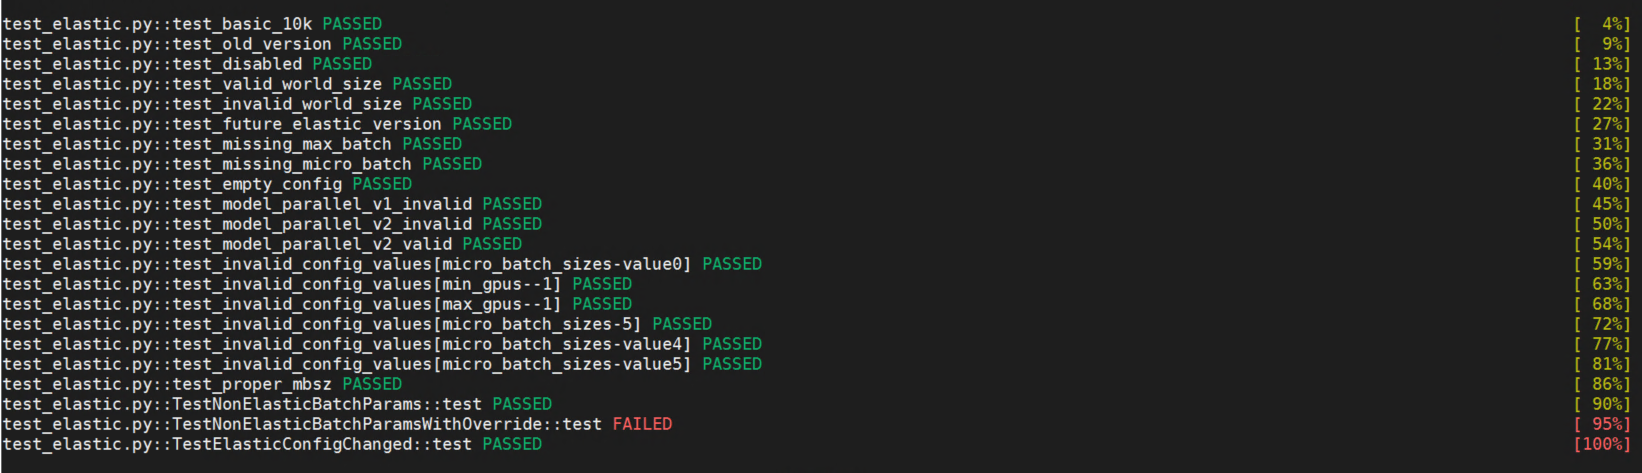 test_elastic.py::test_basic_10k PASSED [  4%]
test_elastic.py::test_old_version PASSED [  9%]
test_elastic.py::test_disabled PASSED [ 13%]
test_elastic.py::test_valid_world_size PASSED [ 18%]
test_elastic.py::test_invalid_world_size PASSED [ 22%]
test_elastic.py::test_future_elastic_version PASSED [ 27%]
test_elastic.py::test_missing_max_batch PASSED [ 31%]
test_elastic.py::test_missing_micro_batch PASSED [ 36%]
test_elastic.py::test_empty_config PASSED [ 40%]
test_elastic.py::test_model_parallel_v1_invalid PASSED [ 45%]
test_elastic.py::test_model_parallel_v2_invalid PASSED [ 50%]
test_elastic.py::test_model_parallel_v2_valid PASSED [ 54%]
test_elastic.py::test_invalid_config_values[micro_batch_sizes-value0] PASSED [ 59%]
test_elastic.py::test_invalid_config_values[min_gpus--1] PASSED [ 63%]
test_elastic.py::test_invalid_config_values[max_gpus--1] PASSED [ 68%]
test_elastic.py::test_invalid_config_values[micro_batch_sizes-5] PASSED [ 72%]
test_elastic.py::test_invalid_config_values[micro_batch_sizes-value4] PASSED [ 77%]
test_elastic.py::test_invalid_config_values[micro_batch_sizes-value5] PASSED [ 81%]
test_elastic.py::test_proper_mbsz PASSED [ 86%]
test_elastic.py::TestNonElasticBatchParams::test PASSED [ 90%]
test_elastic.py::TestNonElasticBatchParamsWithOverride::test FAILED [ 95%]
test_elastic.py::TestElasticConfigChanged::test PASSED [100%]